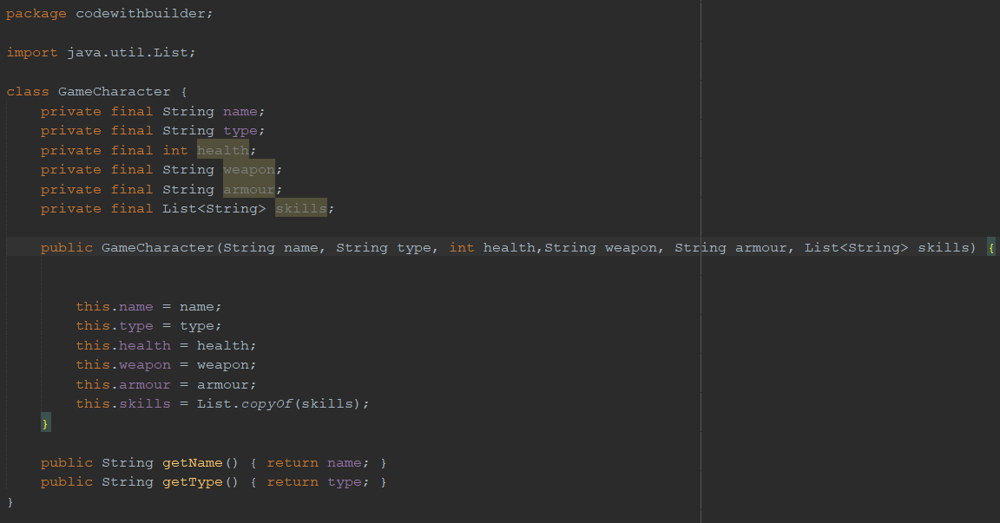 package codewithbuilder;
import java.util.List;
class GameCharacter {
private final String name;
private final String type;
private final int health;
private final String weapon;
private final String armour;
private final List<String> skills;
public GameCharacter(String name, String type, int health,String weapon, String armour, List<String> skills) {
this.name = name;
this.type = type;
this.health = health;
this.weapon = weapon;
this.armour = armour;
this.skills = List.copyOf(skills);
}
public String getName() { return name; }
public String getType() { return type; }
}